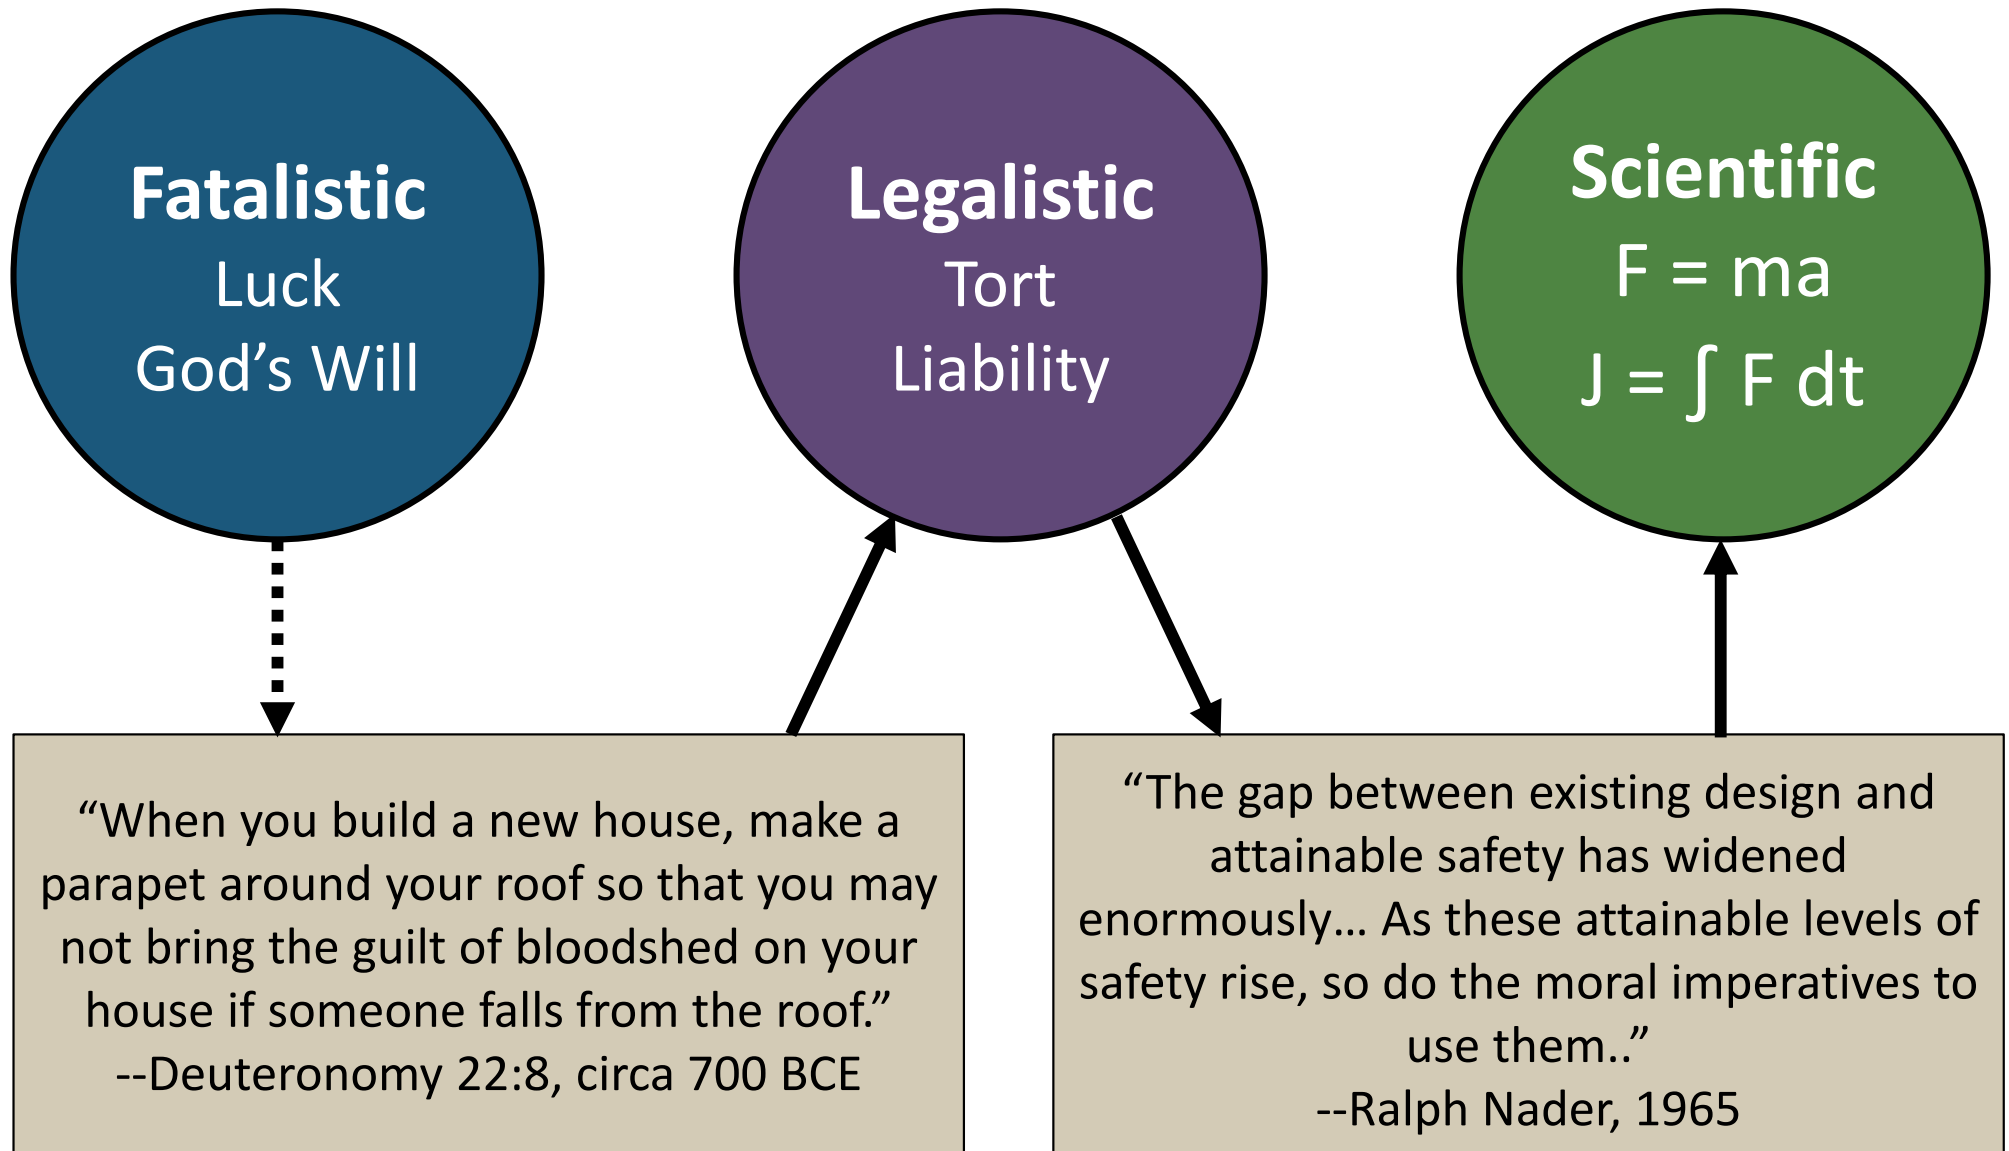 Fatalistic
Luck
God’s Will
Legalistic
Tort
Liability
Scientific
F = ma
J = ∫ F dt
“When you build a new house, make a
parapet around your roof so that you may
not bring the guilt of bloodshed on your
house if someone falls from the roof.”
--Deuteronomy 22:8, circa 700 BCE
“The gap between existing design and
attainable safety has widened
enormously... As these attainable levels of
safety rise, so do the moral imperatives to
use them..”
--Ralph Nader, 1965